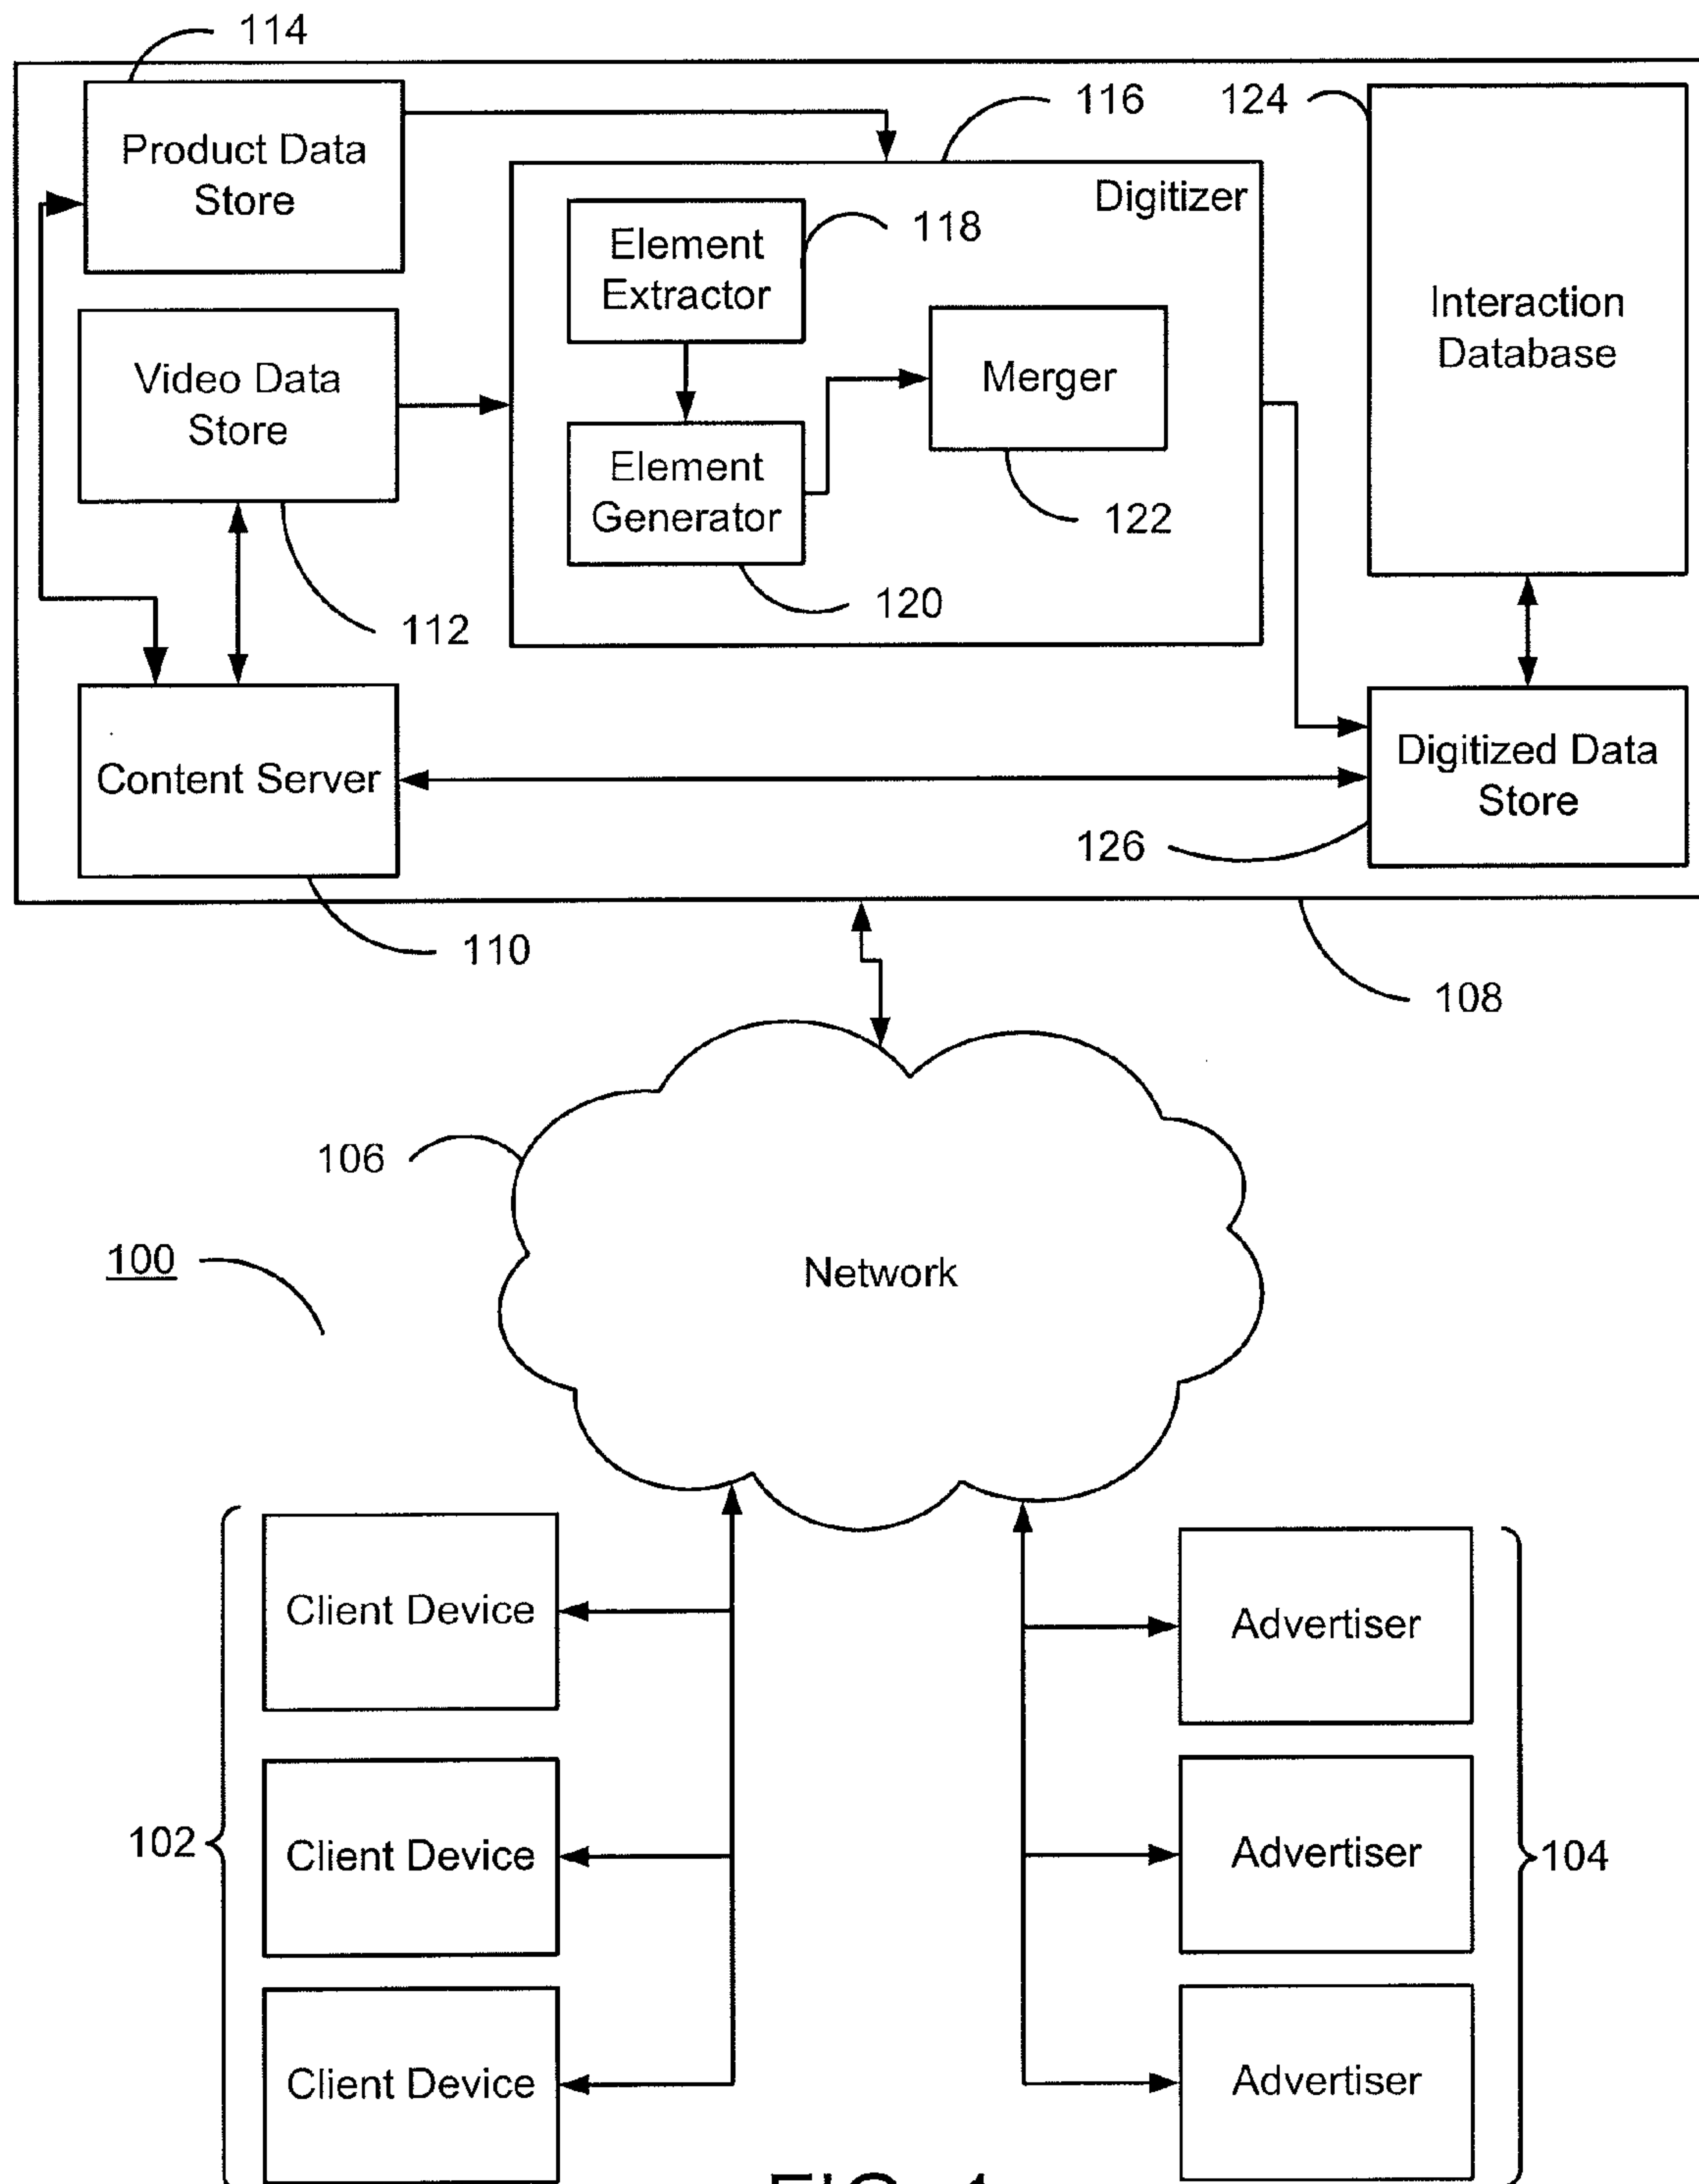 114
116
124
Product Data
Store
Digitizer
Element
Extractor
118
Interaction
Database
Video Data
Store
Merger
Element
Generator
122
120
112
Content Server
Digitized Data
Store
126
110
108
106
100
Network
Client Device
Advertiser
102
Client Device
Advertiser
104
Client Device
Advertiser
FIG. 1